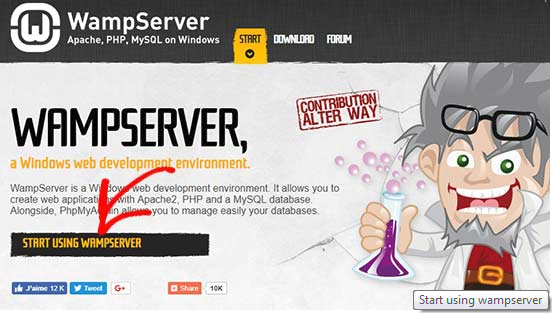 WampServer
Apache, PHP, MySQL on Windows
START
DOWNLOAD
FORUM
CONTRIBUTION
ALTER WAY
WAMPSERVER,
a Windows web development environment.
WampServer is a Windows web development environment. It allows you to
create web applications with Apache2, PHP and a MySQL database.
Alongside, PhpMyAdmin allows you to manage easily your databases.
START USING WAMPSERVER
J'aime 12 K
Tweet
G+
Share
10K
Start using wampserver